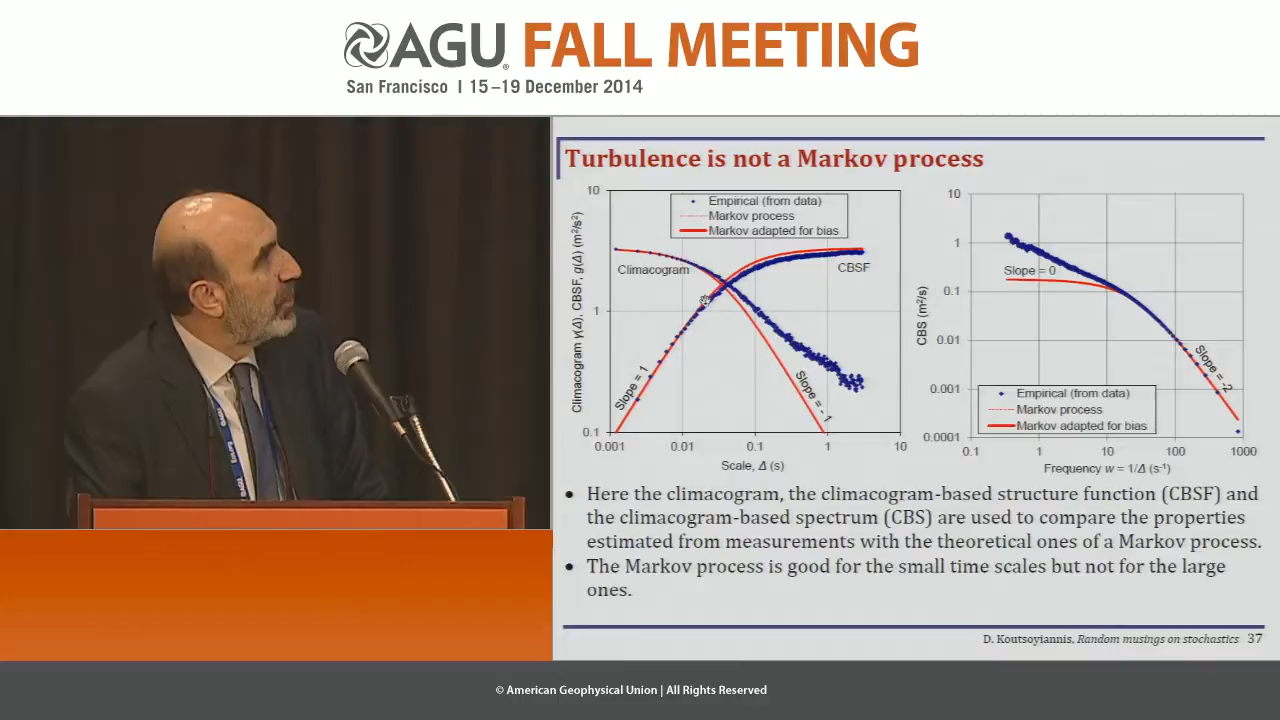 AGU FALL MEETING
San Francisco | 15–19 December 2014
Turbulence is not a Markov process
10
1
0.1
0.001
0.01
0.1
1
10
Climacogram γ(Δ), CBSF, g(Δ) (m²/s²)
Scale, Δ (s)
Empirical (from data)
Markov process
Markov adapted for bias
Climacogram
CBSF
Slope = 1
Slope = - 1
10
1
0.1
0.01
0.001
0.0001
0.1
1
10
100
1000
CBS (m²/s)
Frequency w = 1/Δ (s⁻¹)
Slope = 0
Slope = -2
Empirical (from data)
Markov process
Markov adapted for bias
• Here the climacogram, the climacogram-based structure function (CBSF) and
the climacogram-based spectrum (CBS) are used to compare the properties
estimated from measurements with the theoretical ones of a Markov process.
• The Markov process is good for the small time scales but not for the large
ones.
D. Koutsoyiannis, Random musings on stochastics 37
© American Geophysical Union | All Rights Reserved